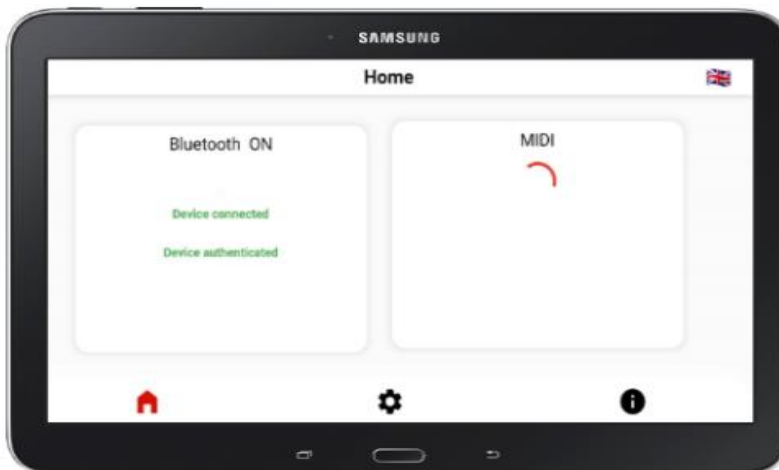 SAMSUNG
Home
Bluetooth ON
Device connected
Device authenticated
MIDI